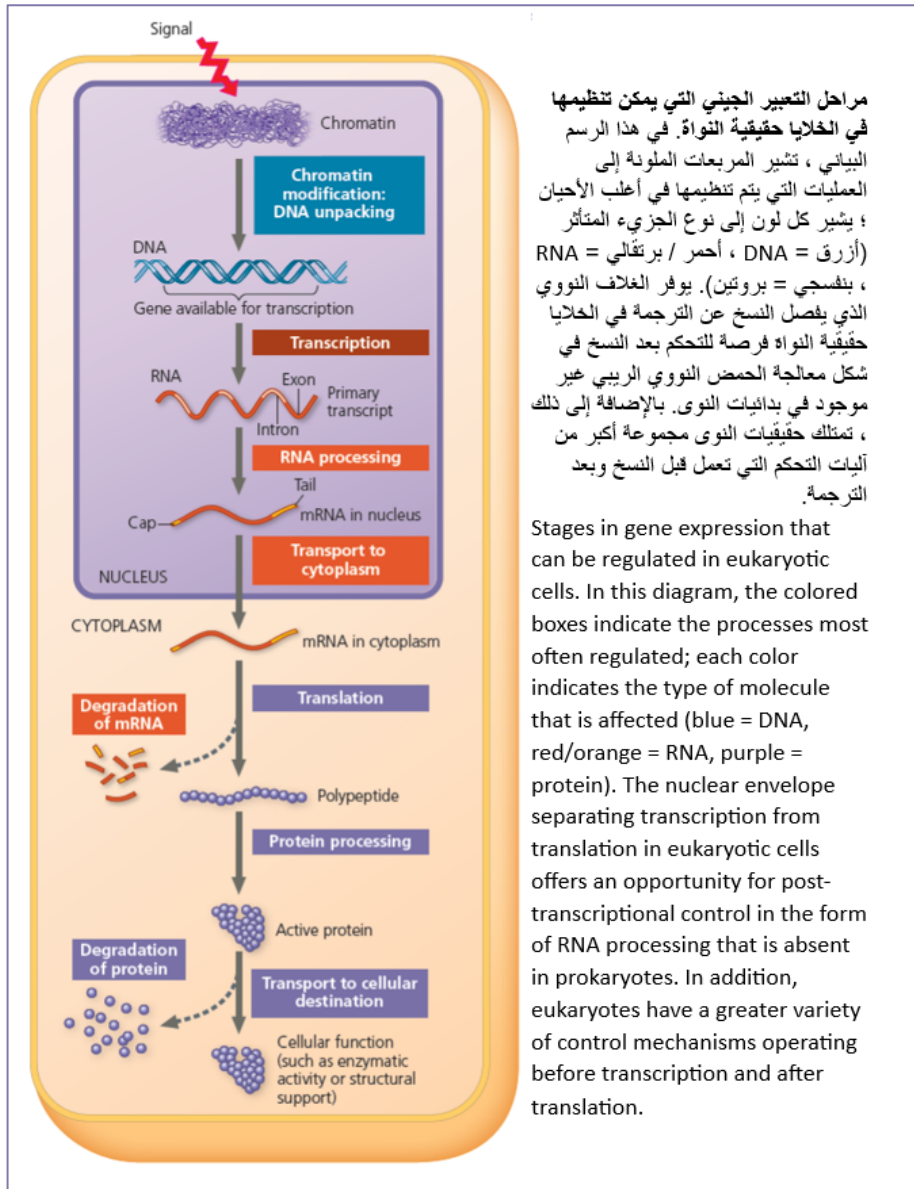 Signal
Chromatin
Chromatin
modification:
DNA unpacking
DNA
Gene available for transcription
Transcription
RNA
Exon
Primary
transcript
Intron
RNA processing
Tail
Cap
mRNA in nucleus
Transport to
cytoplasm
NUCLEUS
CYTOPLASM
mRNA in cytoplasm
Translation
Degradation
of mRNA
Polypeptide
Protein processing
Active protein
Degradation
of protein
Transport to cellular
destination
Cellular function
(such as enzymatic
activity or structural
support)
مراحل التعبير الجيني التي يمكن تنظيمها
في الخلايا حقيقية النواة. في هذا الرسم
البياني ، تشير المربعات الملونة إلى
العمليات التي يتم تنظيمها في أغلب الأحيان
؛ يشير كل لون إلى نوع الجزيء المتأثر
(أزرق = DNA ، أحمر / برتقالي = RNA
، بنفسجي = بروتين). يوفر الغلاف النووي
الذي يفصل النسخ عن الترجمة في الخلايا
حقيقية النواة فرصة للتحكم بعد النسخ في
شكل معالجة الحمض النووي الريبي غير
موجود في بدائيات النوى. بالإضافة إلى ذلك
، تمتلك حقيقيات النوى مجموعة أكبر من
آليات التحكم التي تعمل قبل النسخ وبعد
الترجمة.
Stages in gene expression that
can be regulated in eukaryotic
cells. In this diagram, the colored
boxes indicate the processes most
often regulated; each color
indicates the type of molecule
that is affected (blue = DNA,
red/orange = RNA, purple =
protein). The nuclear envelope
separating transcription from
translation in eukaryotic cells
offers an opportunity for post-
transcriptional control in the form
of RNA processing that is absent
in prokaryotes. In addition,
eukaryotes have a greater variety
of control mechanisms operating
before transcription and after
translation.